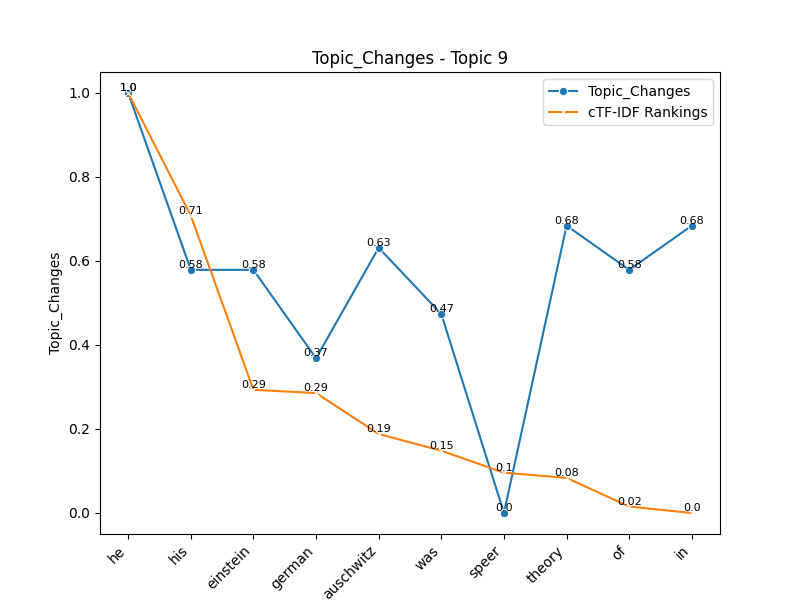 Topic_Changes - Topic 9
Topic_Changes
cTF-IDF Rankings
Topic_Changes
1.0
0.8
0.6
0.4
0.2
0.0
1.0
1.0
0.71
0.58
0.58
0.29
0.37
0.29
0.63
0.19
0.47
0.15
0.1
0.0
0.68
0.08
0.58
0.02
0.68
0.0
he
his
einstein
german
auschwitz
was
speer
theory
of
in